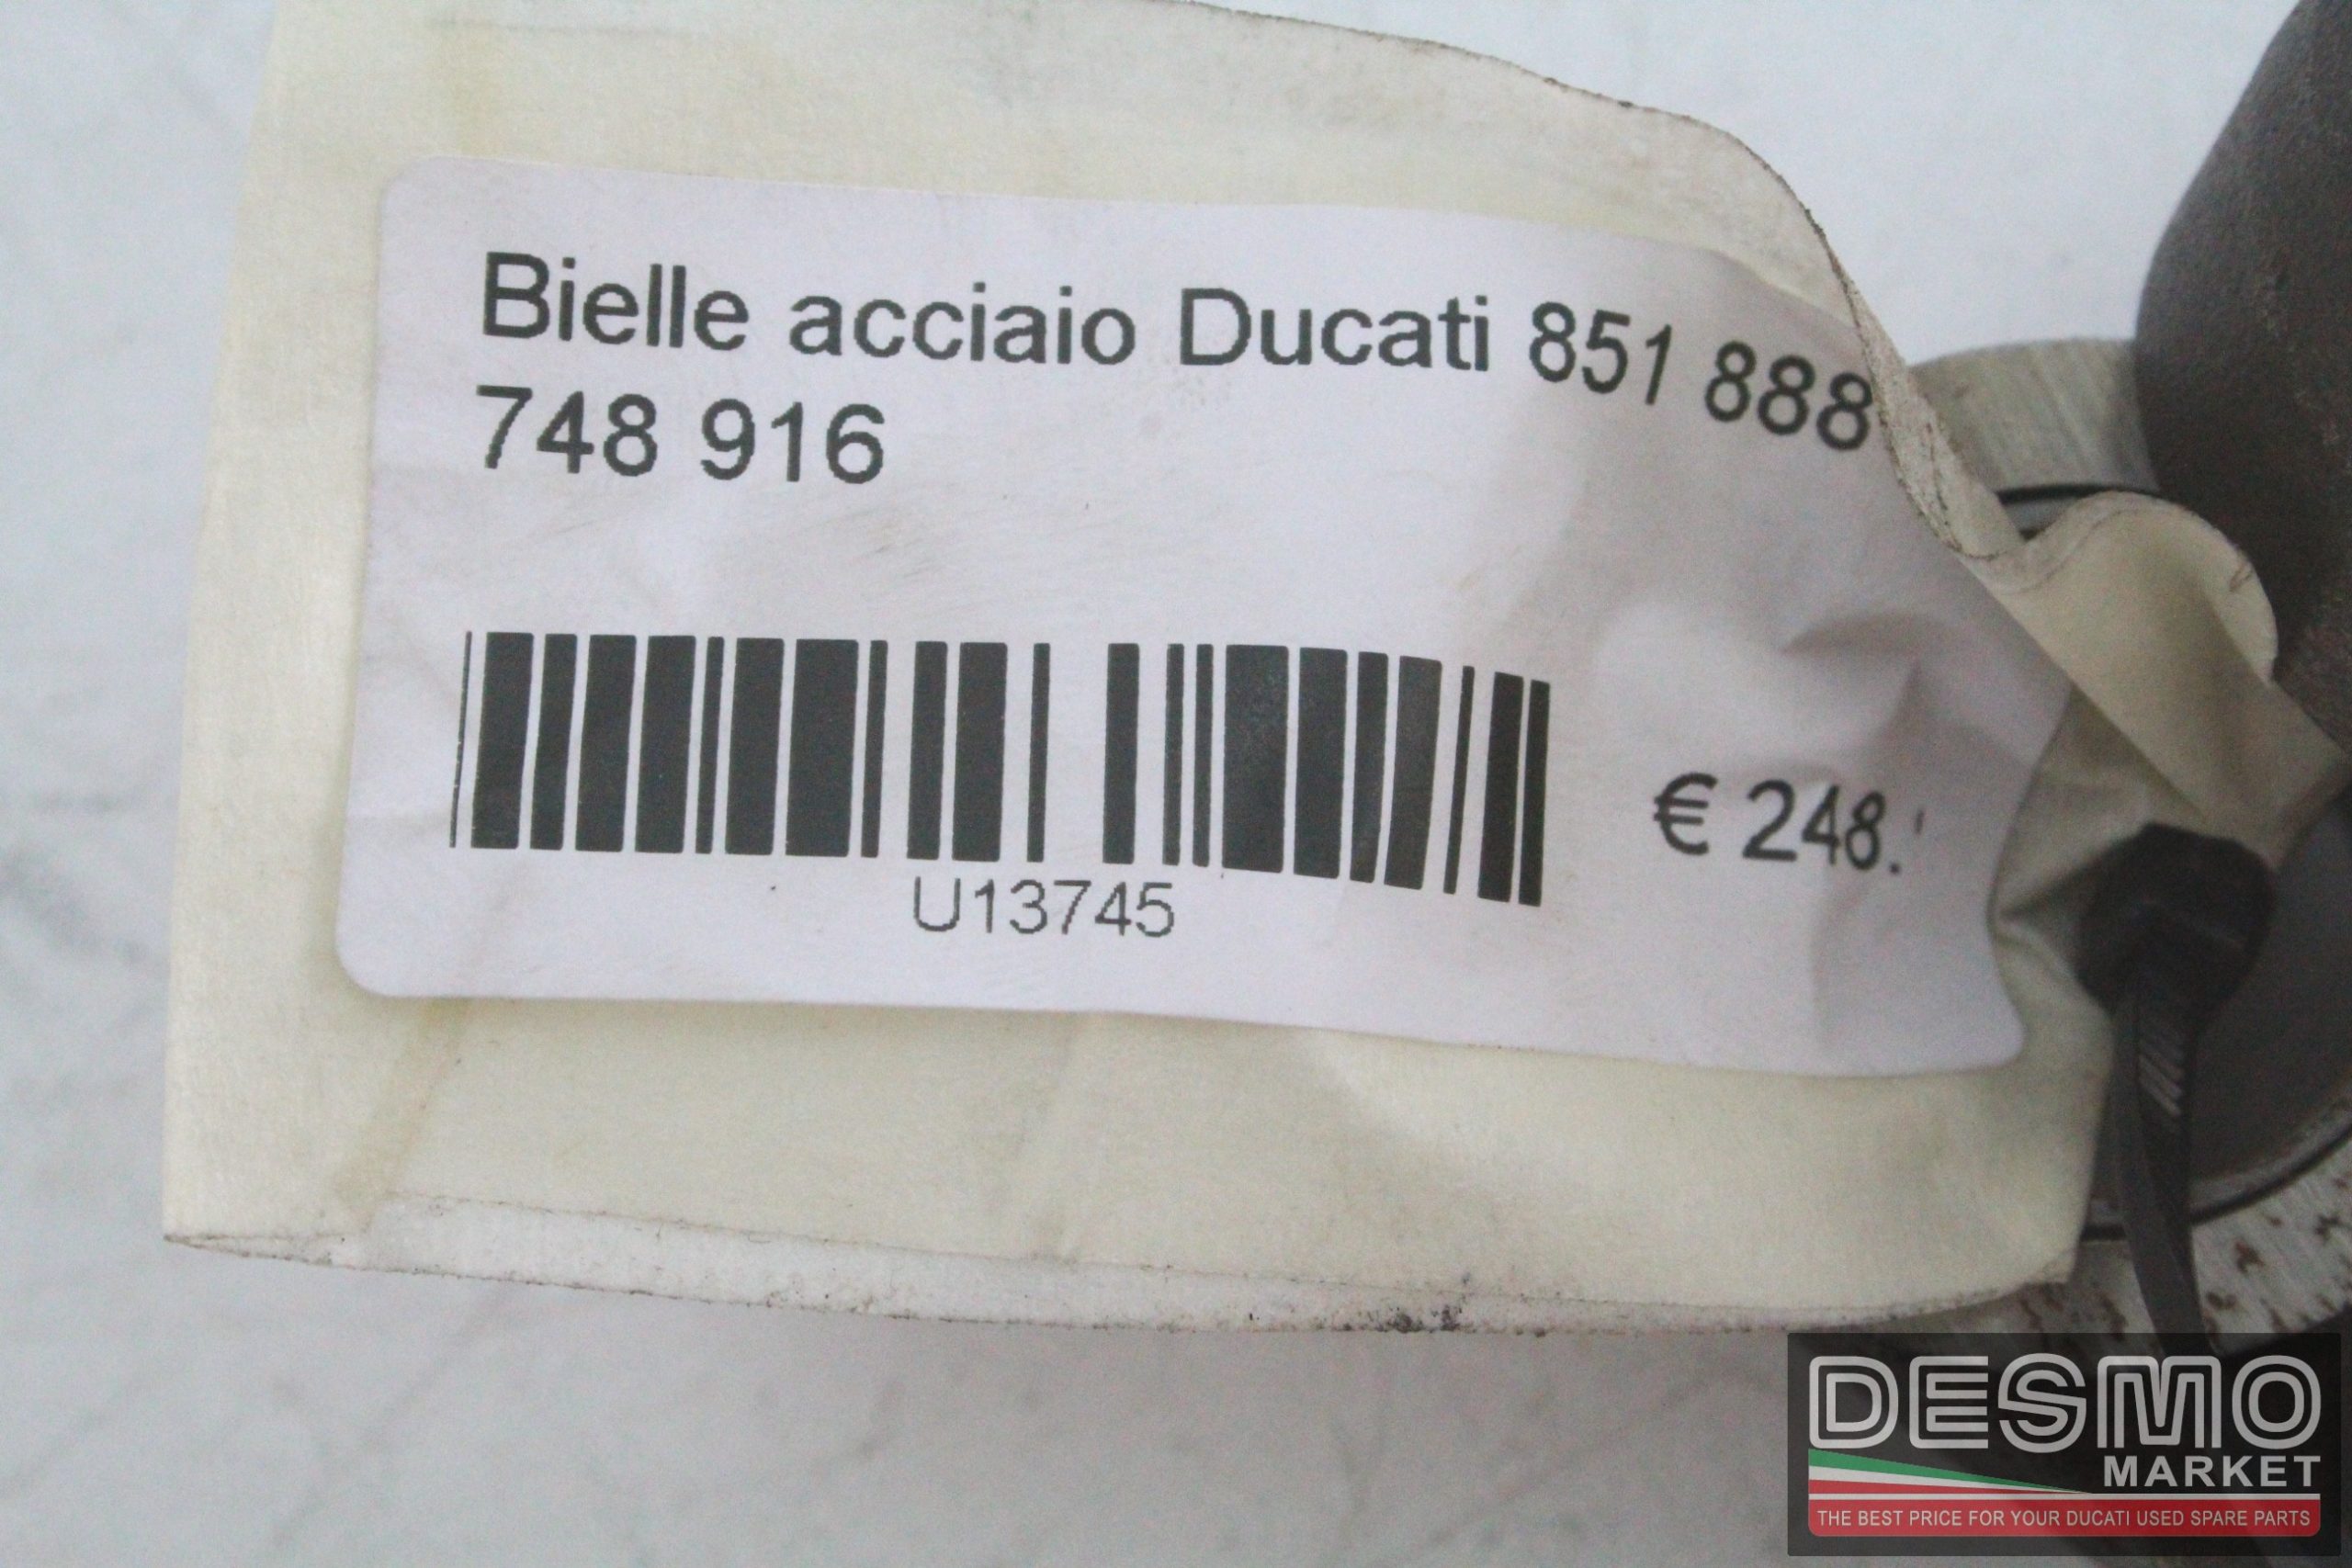 Bielle acciaio Ducati 851 888
748 916
U13745
€ 248.
DESMO
MARKET
THE BEST PRICE FOR YOUR DUCATI USED SPARE PARTS